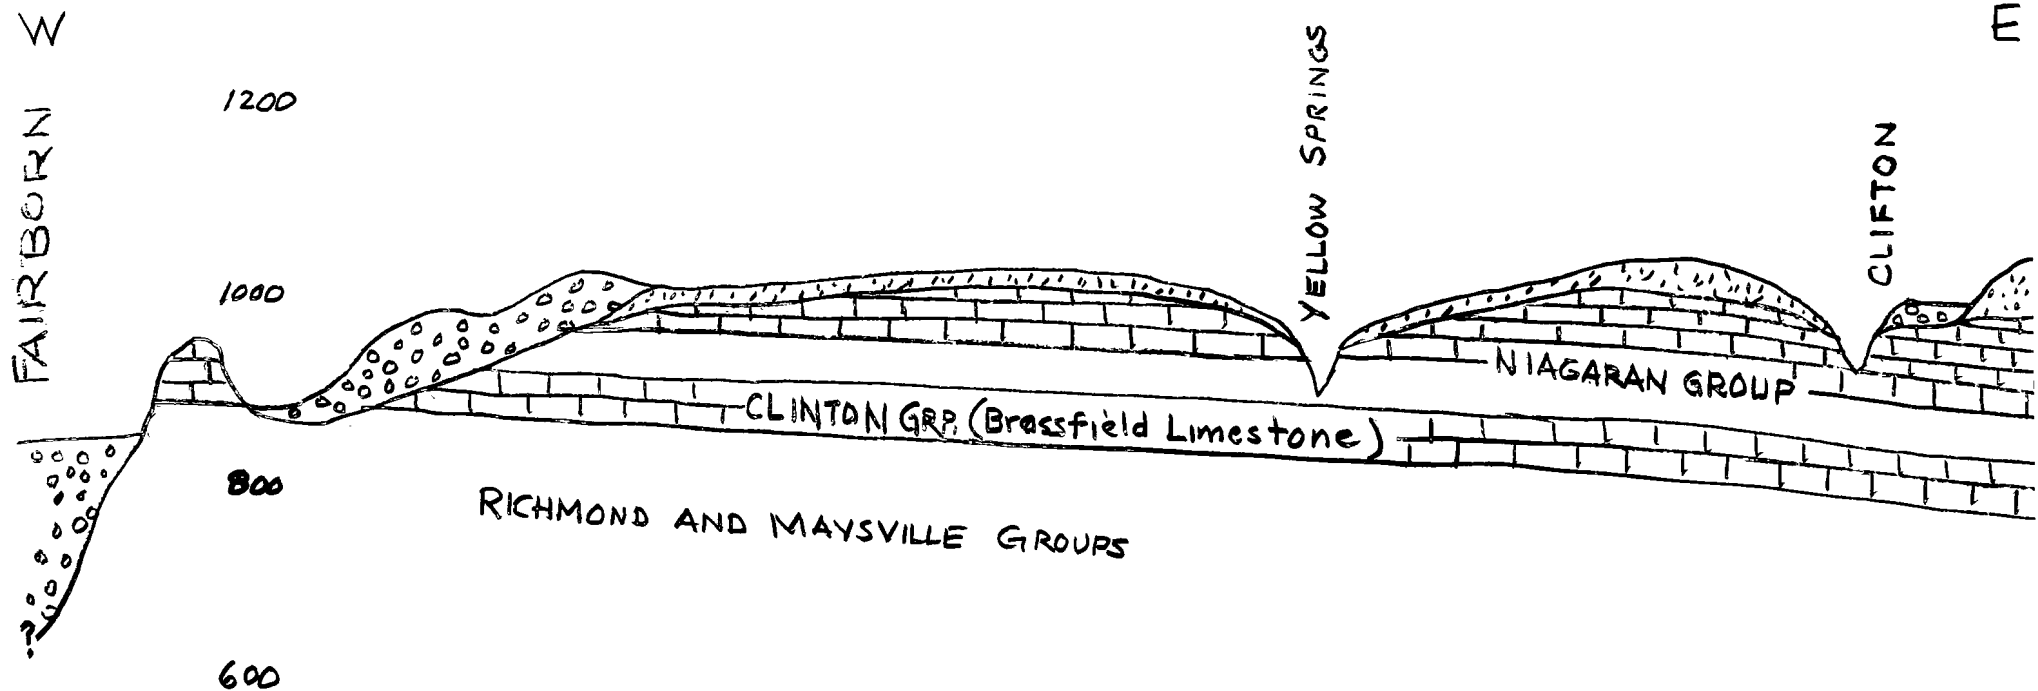 W
E
FAIRBORN
1200
YELLOW SPRINGS
CLIFTON
1000
NIAGARAN GROUP
CLINTON GRP. (Brassfield Limestone)
800
RICHMOND AND MAYSVILLE GROUPS
?
600